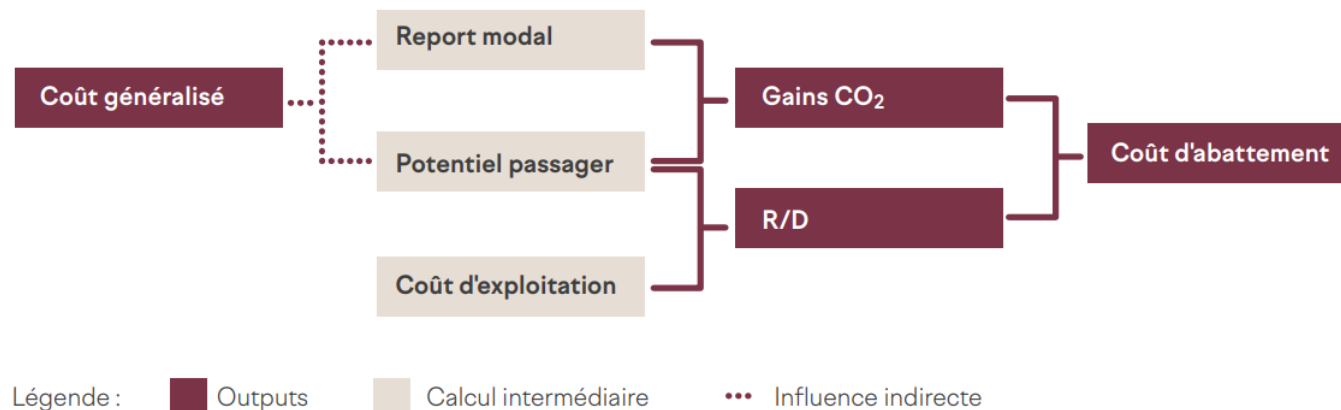 Report modal
Coût généralisé
Gains CO₂
Potentiel passager
Coût d'abattement
R/D
Coût d'exploitation
Légende :
Outputs
Calcul intermédiaire
Influence indirecte